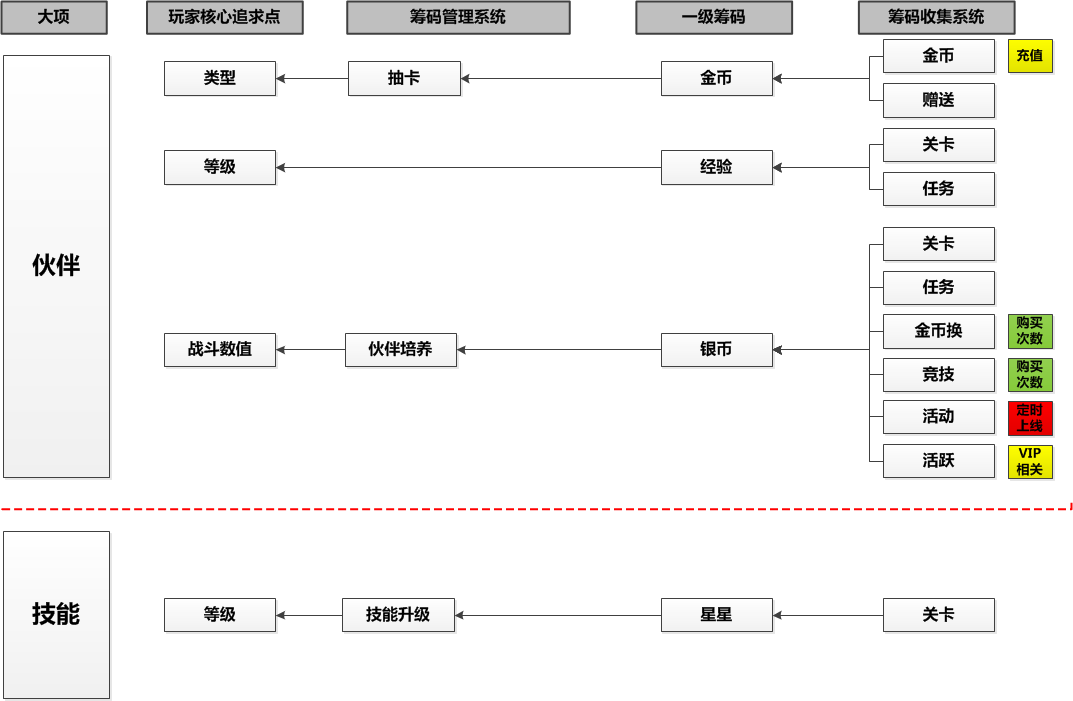 大项
玩家核心追求点
筹码管理系统
一级筹码
筹码收集系统
伙伴
类型
抽卡
金币
金币
充值
赠送
等级
经验
关卡
任务
战斗数值
伙伴培养
银币
关卡
任务
金币换
购买
次数
竞技
购买
次数
活动
定时
上线
活跃
VIP
相关
技能
等级
技能升级
星星
关卡